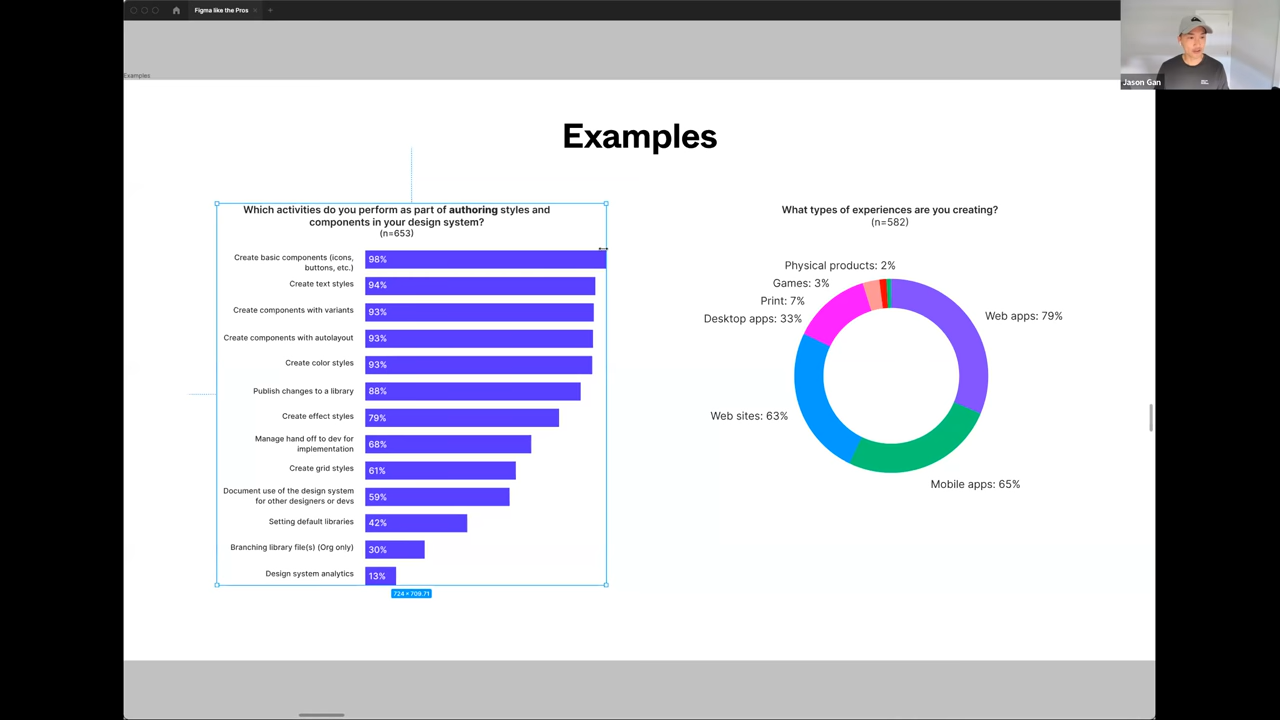 Figma like the Pros
Jason Gan
Examples
Examples
Which activities do you perform as part of authoring styles and
components in your design system?
(n=653)
Create basic components (icons,
buttons, etc.)
98%
Create text styles
94%
Create components with variants
93%
Create components with autolayout
93%
Create color styles
93%
Publish changes to a library
88%
Create effect styles
79%
Manage hand off to dev for
implementation
68%
Create grid styles
61%
Document use of the design system
for other designers or devs
59%
Setting default libraries
42%
Branching library file(s) (Org only)
30%
Design system analytics
13%
724 × 709.71
What types of experiences are you creating?
(n=582)
Physical products: 2%
Games: 3%
Print: 7%
Desktop apps: 33%
Web apps: 79%
Web sites: 63%
Mobile apps: 65%